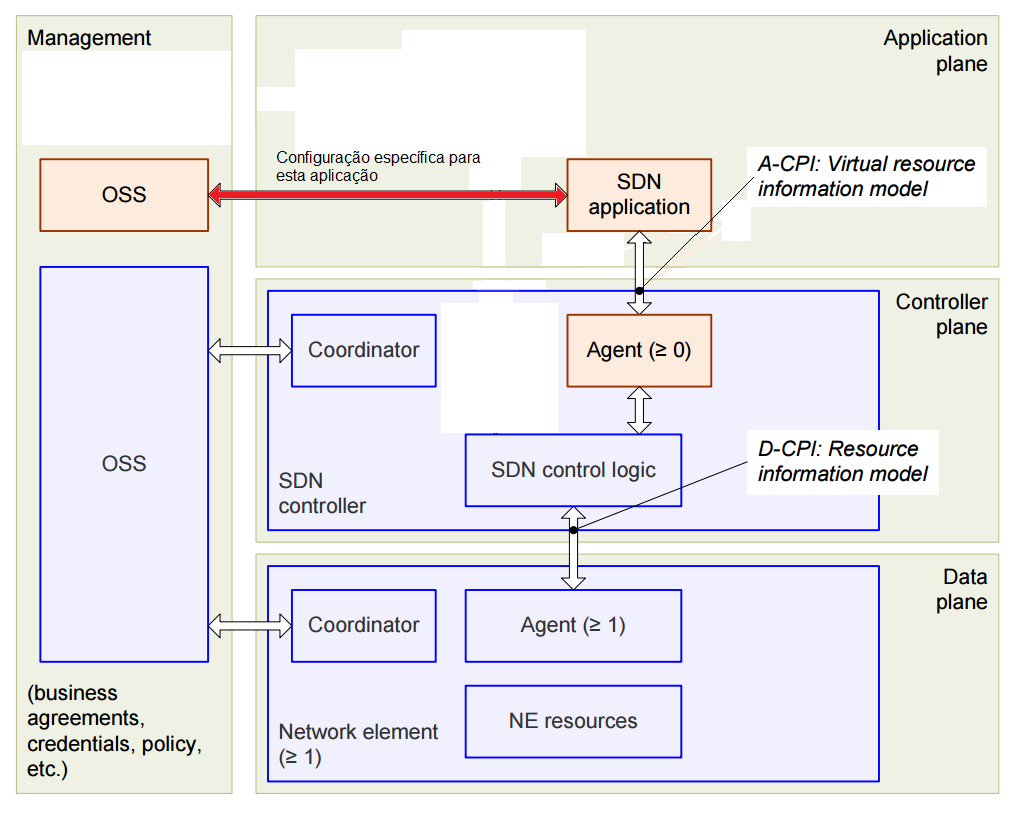 Management
Application
plane
Configuração específica para
esta aplicação
OSS
SDN
application
A-CPI: Virtual resource
information model
Controller
plane
Coordinator
Agent (≥ 0)
OSS
SDN control logic
SDN
controller
D-CPI: Resource
information model
Data
plane
Coordinator
Agent (≥ 1)
NE resources
Network element
(≥ 1)
(business
agreements,
credentials, policy,
etc.)